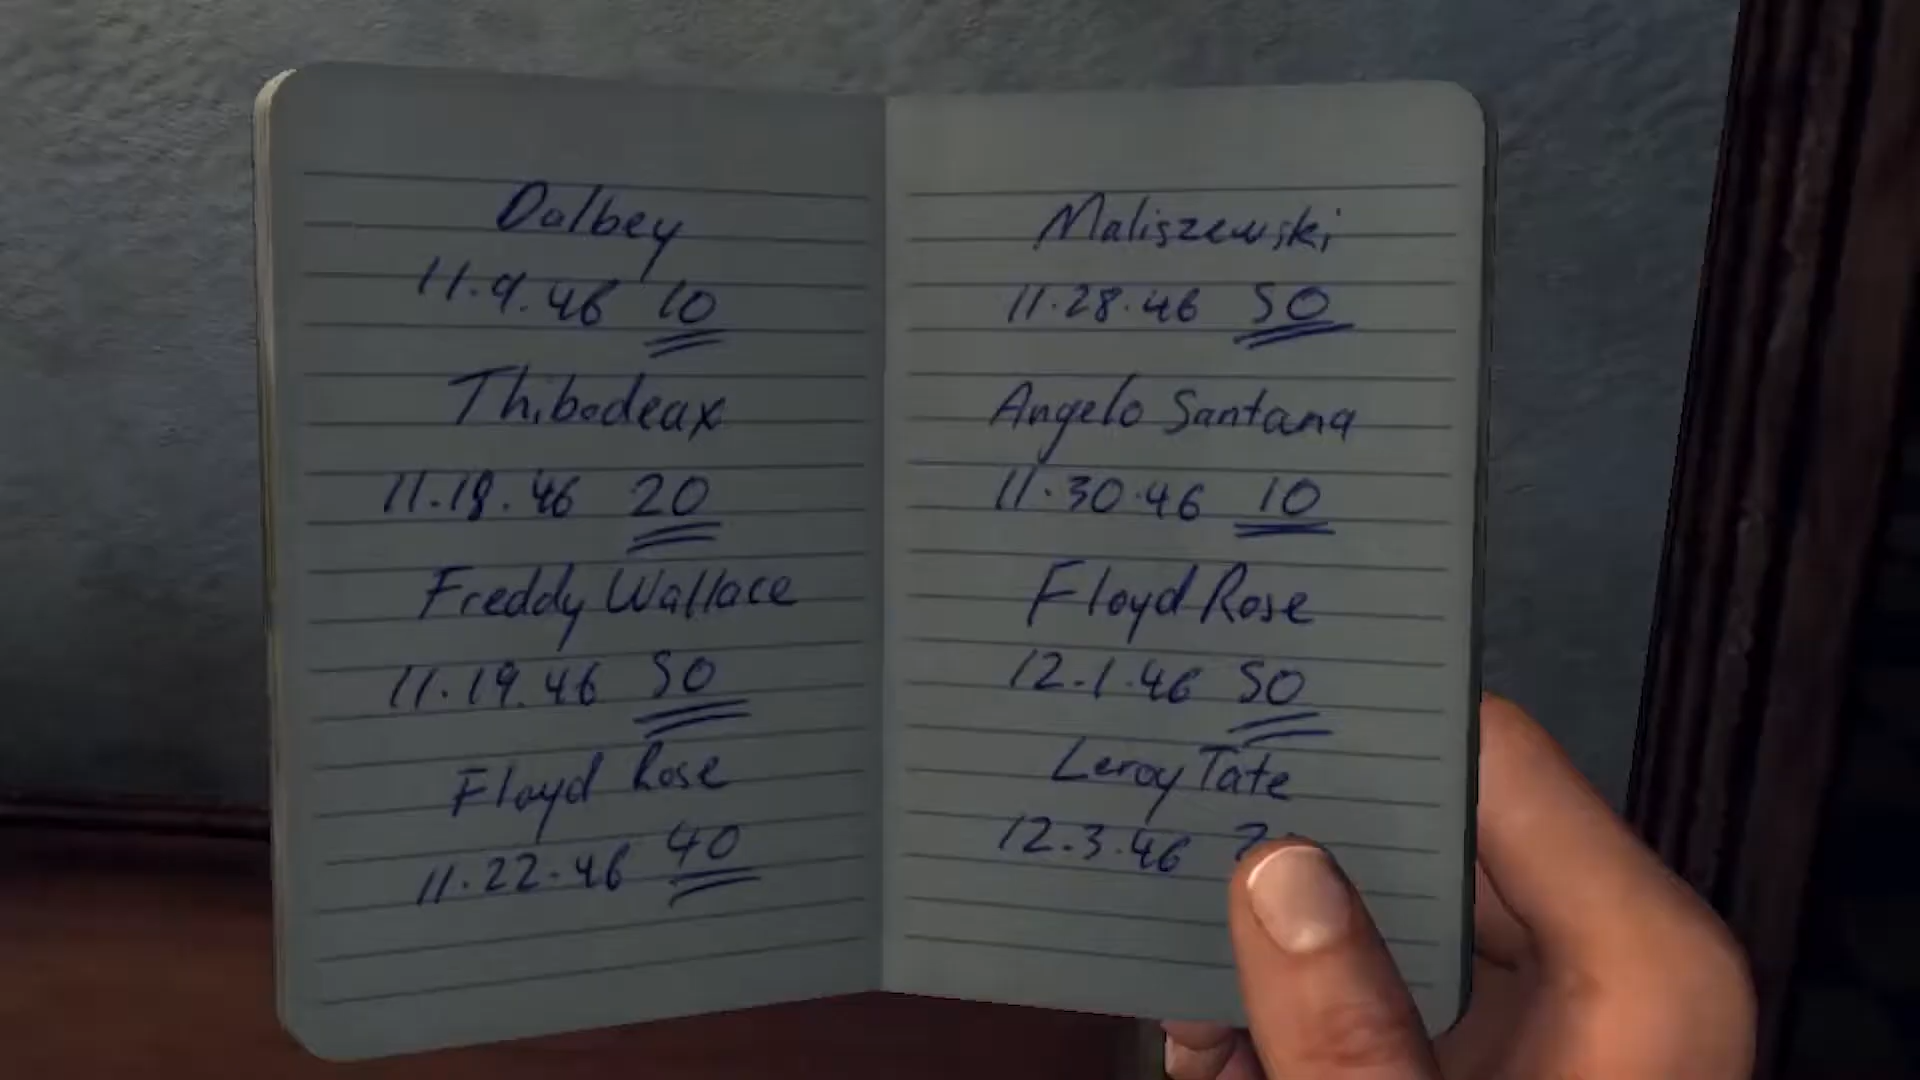 Dalbey
11.9.46 10
Thibodeax
11.18.46 20
Freddy Wallace
11.19.46 50
Floyd Rose
11.22.46 40
Maliszewski
11.28.46 50
Angelo Santana
11.30.46 10
Floyd Rose
12.1.46 50
Leroy Tate
12.3.46